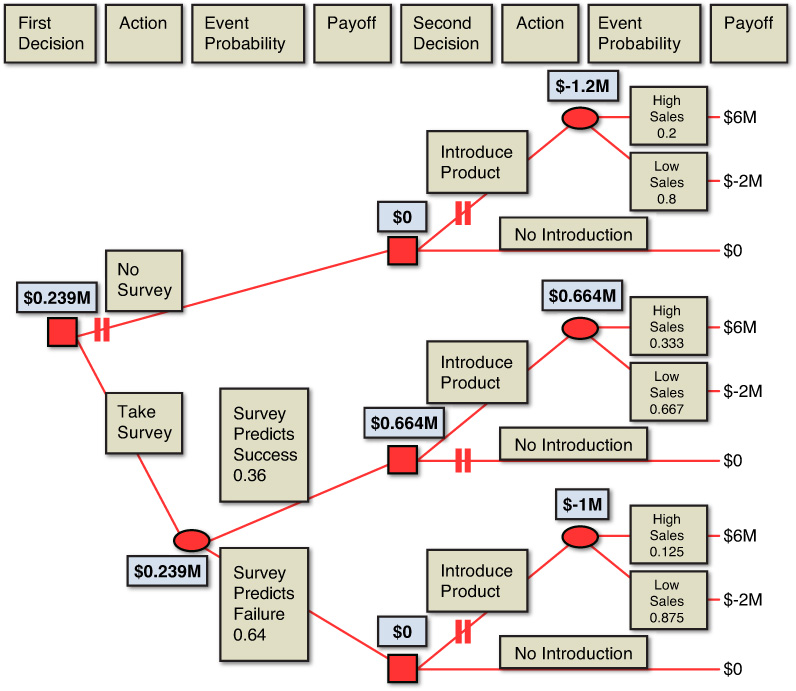 First
Decision
Action
Event
Probability
Payoff
Second
Decision
Action
Event
Probability
Payoff
$-1.2M
High
Sales
0.2
$6M
Introduce
Product
Low
Sales
0.8
$-2M
$0
No Introduction
$0
No
Survey
$0.239M
$0.664M
High
Sales
0.333
$6M
Introduce
Product
Low
Sales
0.667
$-2M
Take
Survey
Survey
Predicts
Success
0.36
$0.664M
No Introduction
$0
$-1M
High
Sales
0.125
$6M
$0.239M
Survey
Predicts
Failure
0.64
Introduce
Product
Low
Sales
0.875
$-2M
$0
No Introduction
$0